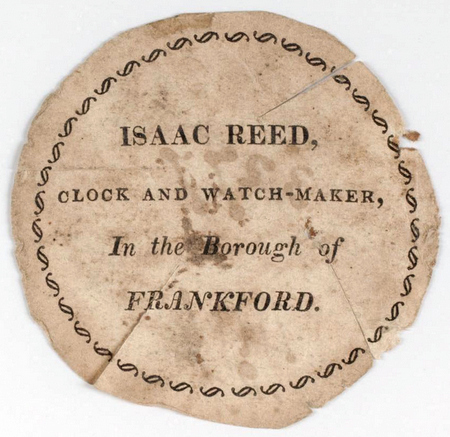 ISAAC REED,
CLOCK AND WATCH-MAKER,
In the Borough of
FRANKFORD.